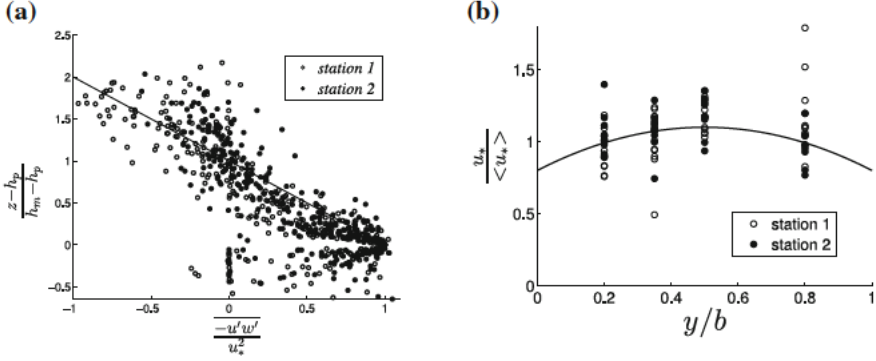 (a)
2.5
2
1.5
1
0.5
0
-0.5
-1
-0.5
0
0.5
1
station 1
station 2
z-h_p
h_m-h_p
-u'w'
u_*^2
(b)
1.5
1
0.5
0
0.2
0.4
0.6
0.8
1
station 1
station 2
u_*
<u_*>
y/b